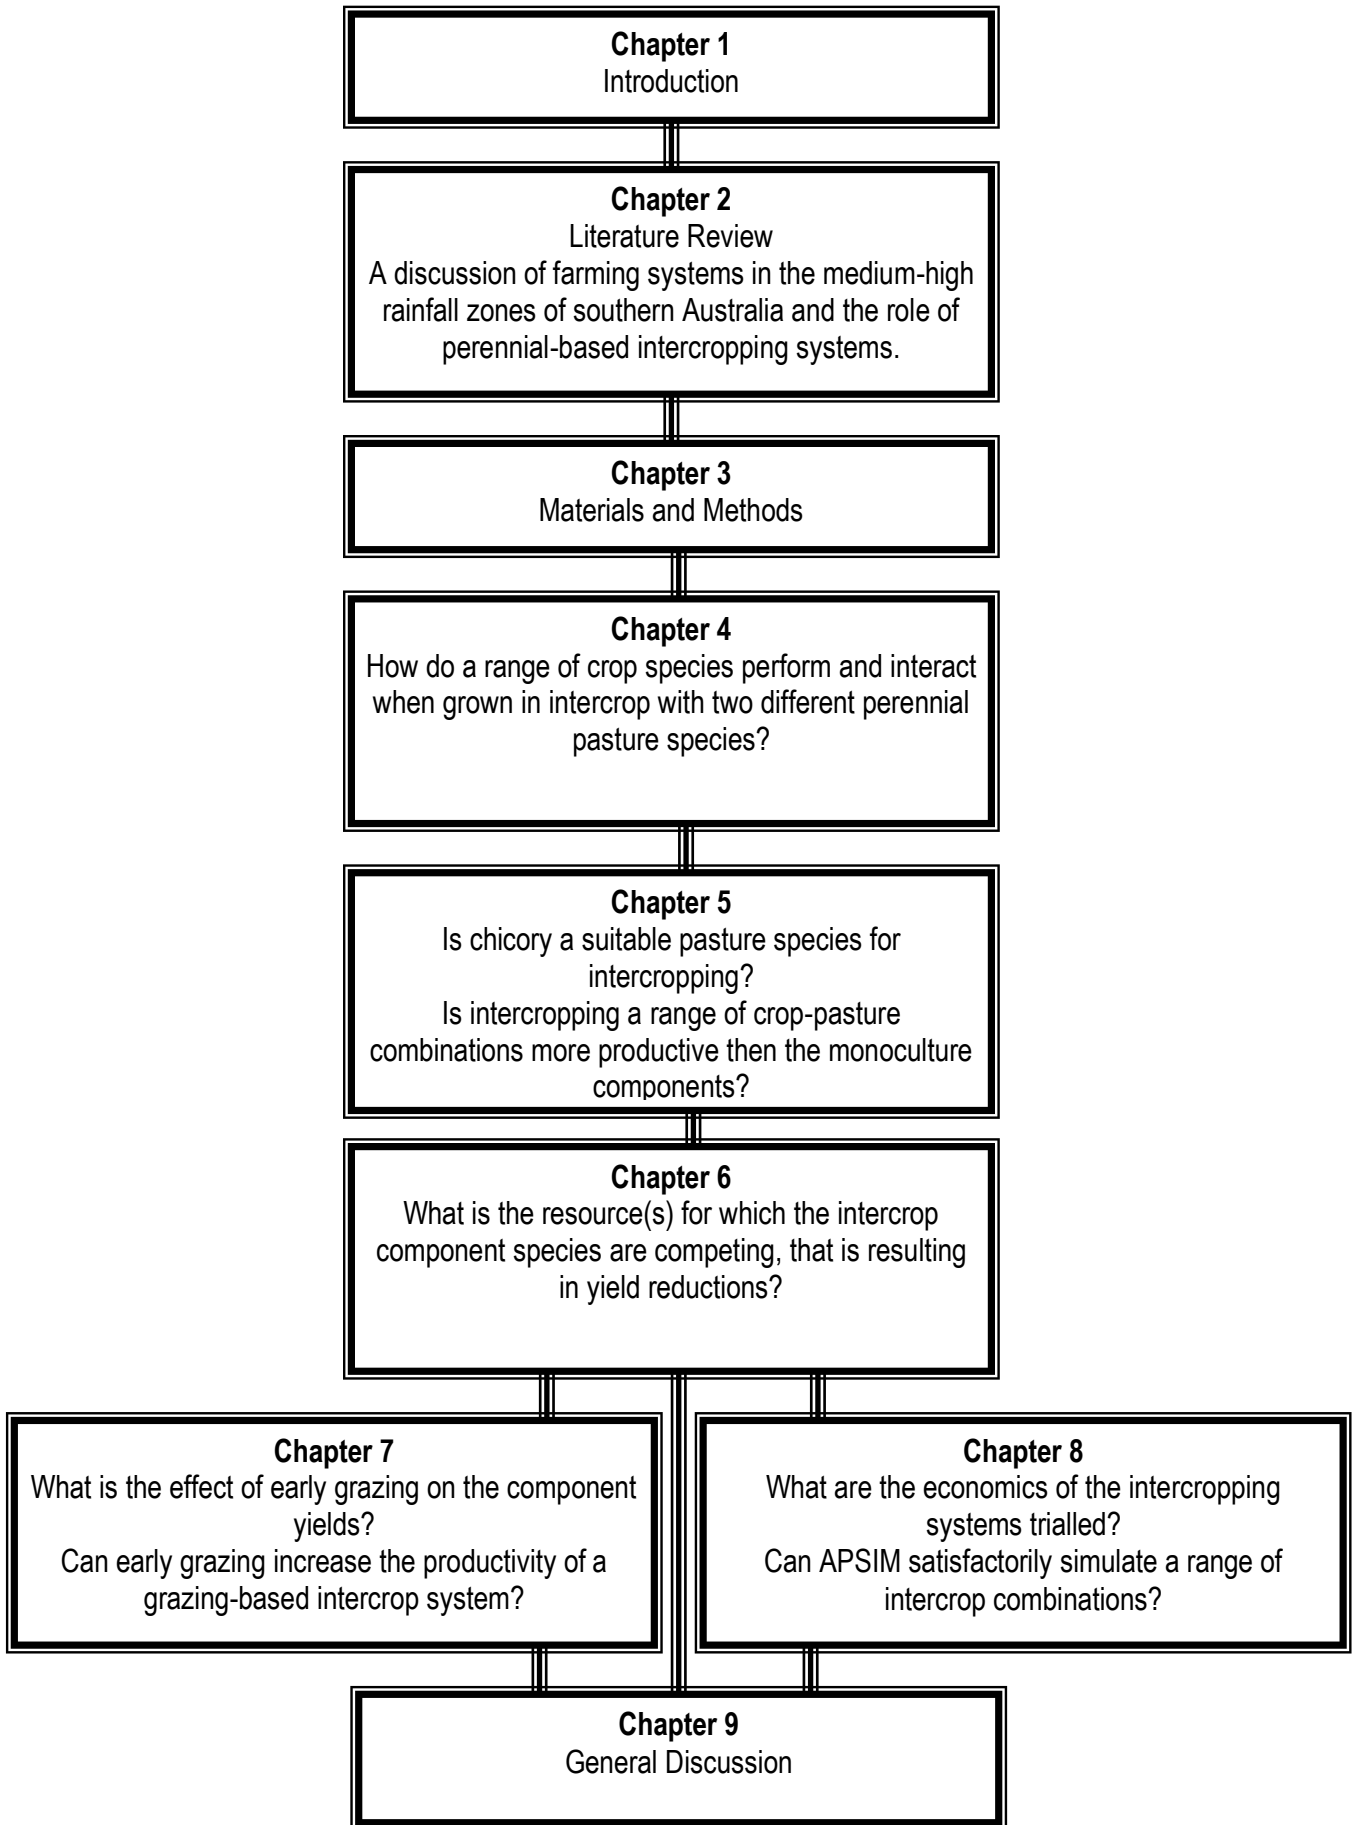 Chapter 1
Introduction
Chapter 2
Literature Review
A discussion of farming systems in the medium-high
rainfall zones of southern Australia and the role of
perennial-based intercropping systems.
Chapter 3
Materials and Methods
Chapter 4
How do a range of crop species perform and interact
when grown in intercrop with two different perennial
pasture species?
Chapter 5
Is chicory a suitable pasture species for
intercropping?
Is intercropping a range of crop-pasture
combinations more productive then the monoculture
components?
Chapter 6
What is the resource(s) for which the intercrop
component species are competing, that is resulting
in yield reductions?
Chapter 7
What is the effect of early grazing on the component
yields?
Can early grazing increase the productivity of a
grazing-based intercrop system?
Chapter 8
What are the economics of the intercropping
systems trialled?
Can APSIM satisfactorily simulate a range of
intercrop combinations?
Chapter 9
General Discussion